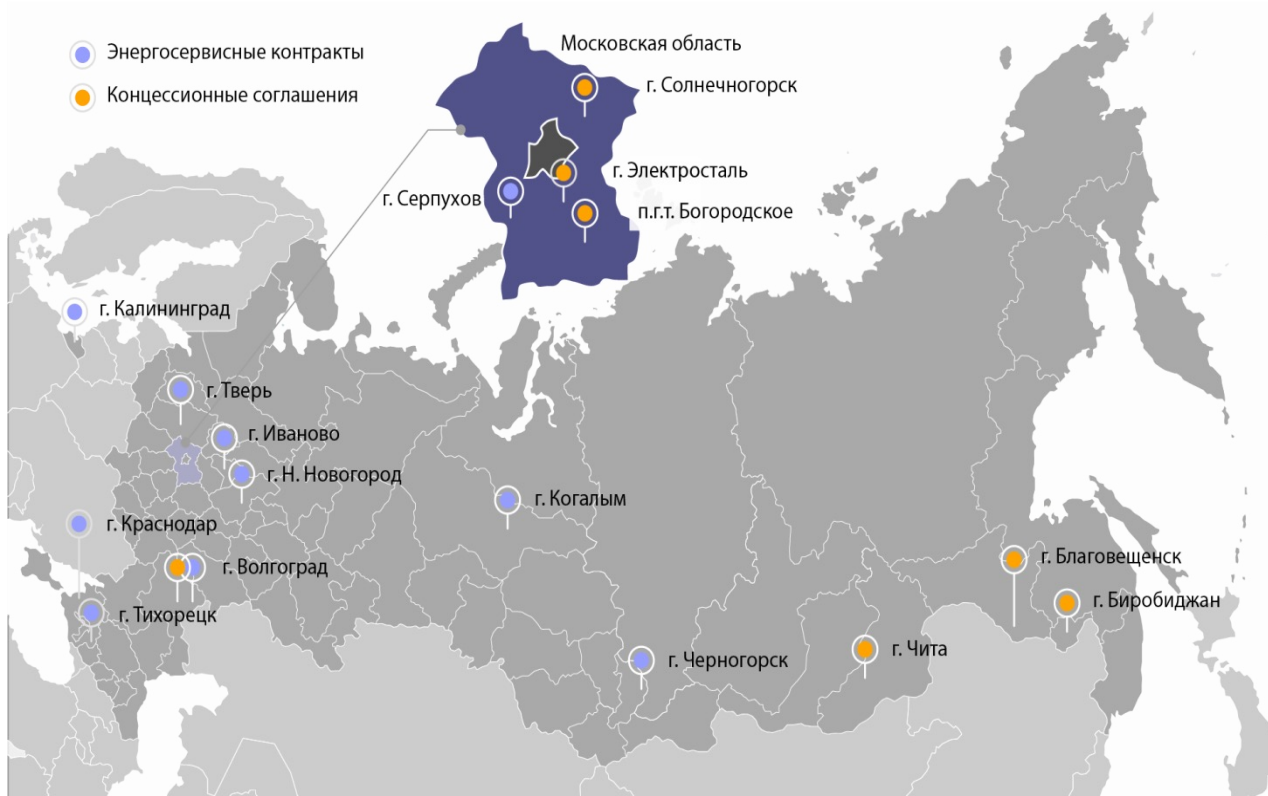 Энергосервисные контракты
Концессионные соглашения
Московская область
г. Солнечногорск
г. Электросталь
г. Серпухов
п.г.т. Богородское
г. Калининград
г. Тверь
г. Иваново
г. Н. Новогород
г. Когалым
г. Краснодар
г. Волгоград
г. Тихорецк
г. Благовещенск
г. Биробиджан
г. Черногорск
г. Чита